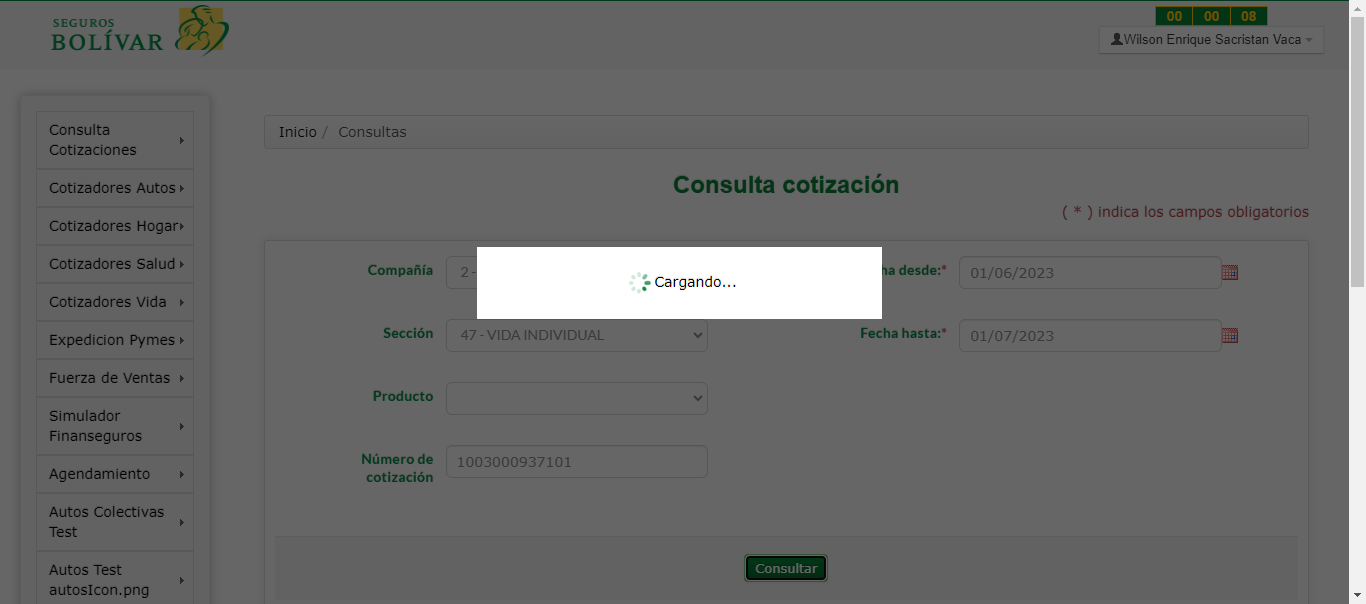 SEGUROS
BOLÍVAR
00 00 08
Wilson Enrique Sacristan Vaca
Consulta
Cotizaciones
Cotizadores Autos
Cotizadores Hogar
Cotizadores Salud
Cotizadores Vida
Expedicion Pymes
Fuerza de Ventas
Simulador
Finanseguros
Agendamiento
Autos Colectivas
Test
Autos Test
autosIcon.png
Inicio / Consultas
Consulta cotización
( * ) indica los campos obligatorios
Compañía
2 -
ha desde:*
01/06/2023
Cargando...
Sección
47 - VIDA INDIVIDUAL
Fecha hasta:*
01/07/2023
Producto
Número de
cotización
1003000937101
Consultar